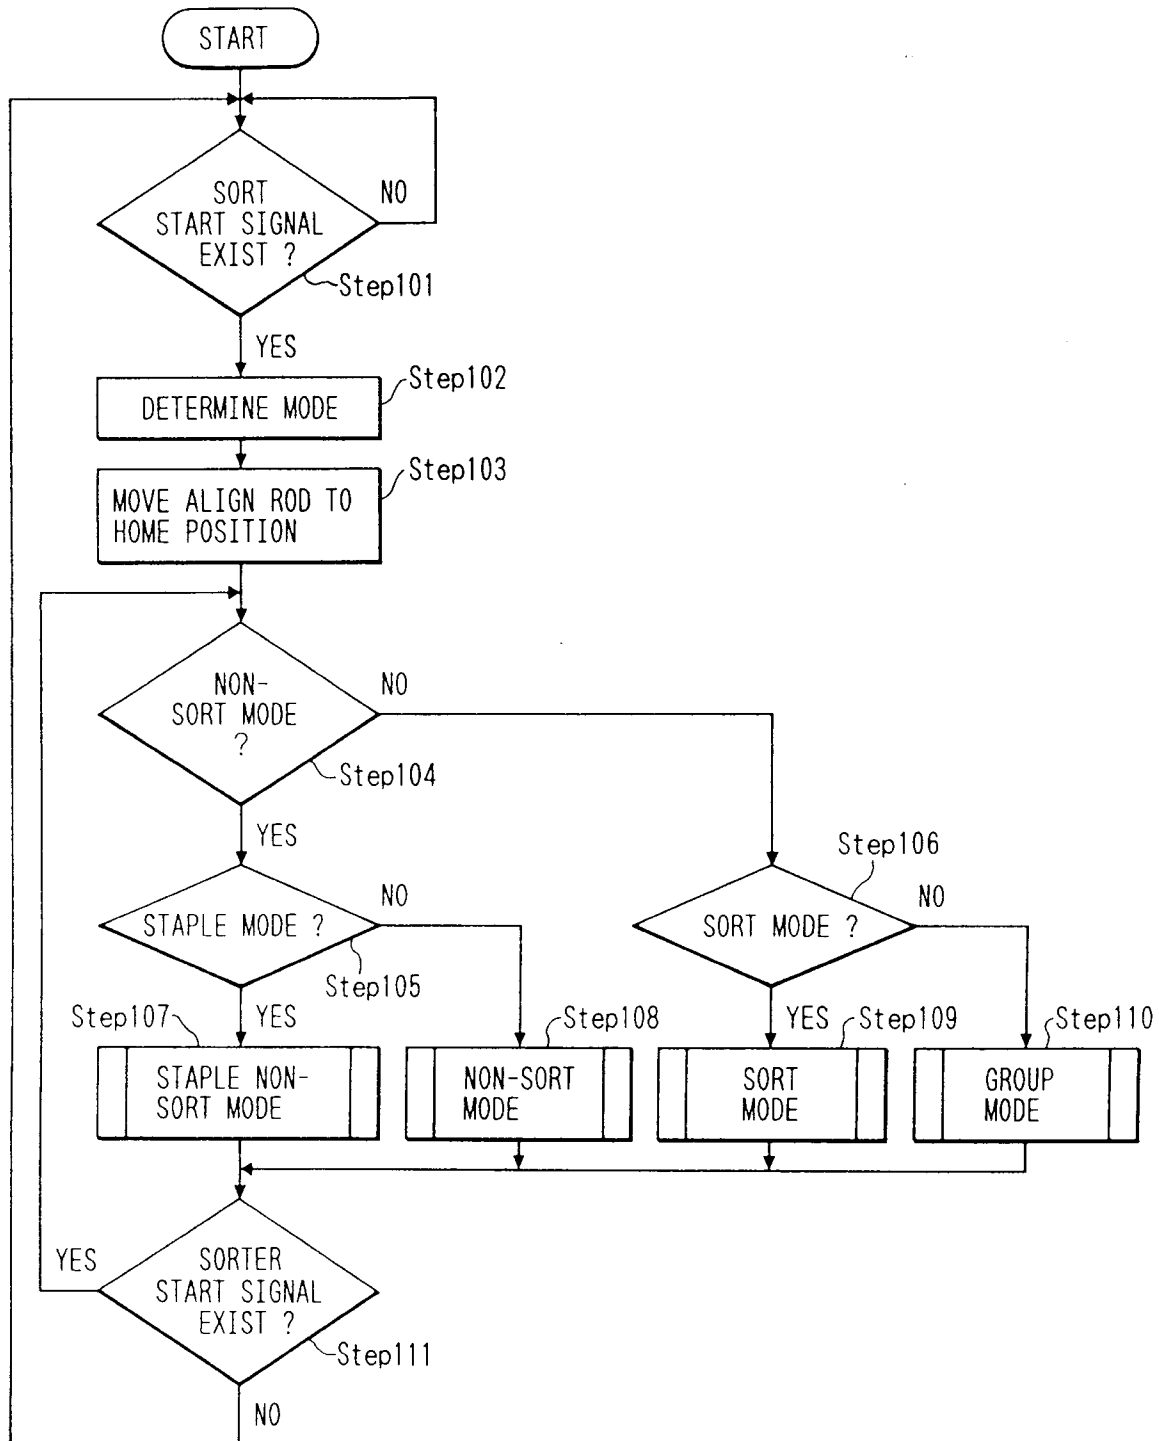 START
SORT
START SIGNAL
EXIST ?
NO
Step101
YES
DETERMINE MODE
Step102
MOVE ALIGN ROD TO
HOME POSITION
Step103
NON-
SORT MODE
?
NO
Step104
YES
STAPLE MODE ?
NO
Step105
Step106
SORT MODE ?
NO
Step107
YES
Step108
YES
Step109
Step110
STAPLE NON-
SORT MODE
NON-SORT
MODE
SORT
MODE
GROUP
MODE
YES
SORTER
START SIGNAL
EXIST ?
Step111
NO